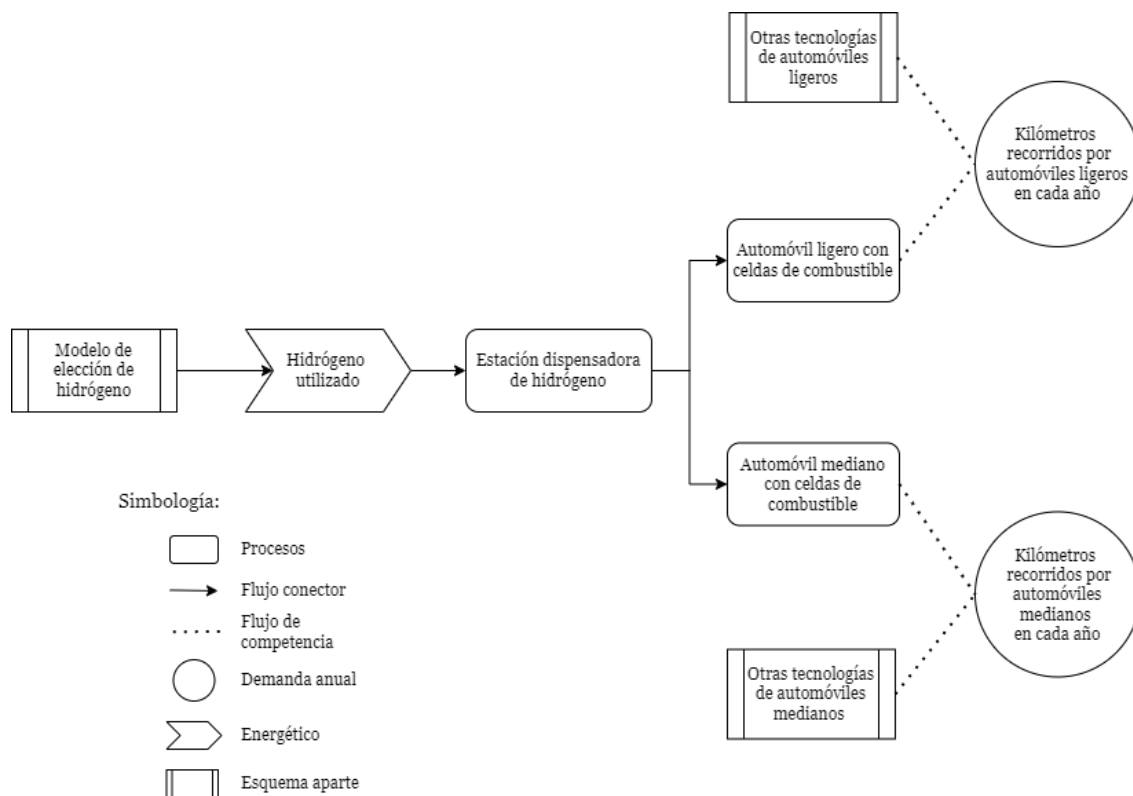 Otras tecnologías
de automóviles
ligeros
Kilómetros
recorridos por
automóviles ligeros
en cada año
Automóvil ligero con
celdas de combustible
Modelo de
elección de
hidrógeno
Hidrógeno
utilizado
Estación dispensadora
de hidrógeno
Automóvil mediano
con celdas de
combustible
Kilómetros
recorridos por
automóviles
medianos
en cada año
Otras tecnologías
de automóviles
medianos
Simbología:
Procesos
Flujo conector
Flujo de
competencia
Demanda anual
Energético
Esquema aparte